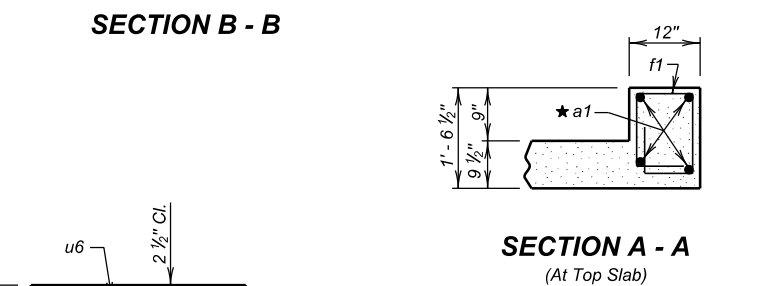 SECTION B - B
12"
f1
★ a1
1' - 6 ½"
9"
9 ½"
SECTION A - A
(At Top Slab)
u6
2 ½" Cl.